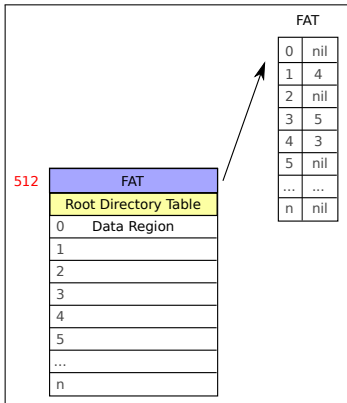 FAT
0 nil
1 4
2 nil
3 5
4 3
5 nil
... ...
n nil
512 FAT
Root Directory Table
0 Data Region
1
2
3
4
5
...
n